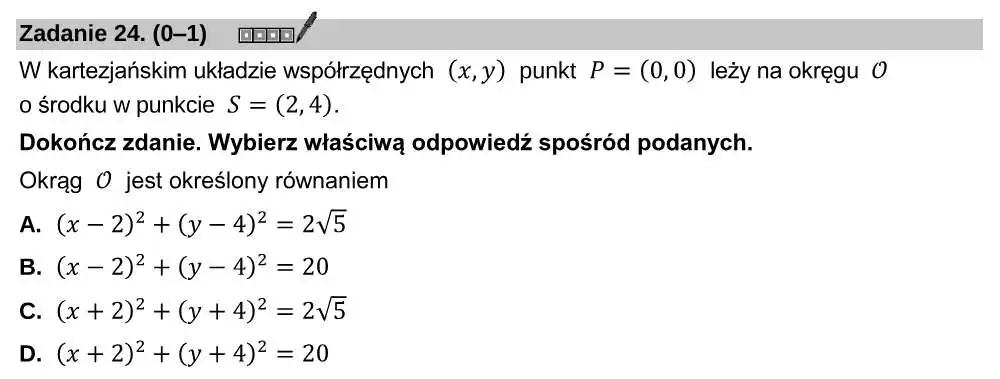 Zadanie 24. (0–1)
W kartezjańskim układzie współrzędnych (x, y) punkt P = (0, 0) leży na okręgu 𝒪
o środku w punkcie S = (2, 4).
Dokończ zdanie. Wybierz właściwą odpowiedź spośród podanych.
Okrąg 𝒪 jest określony równaniem
A. (x − 2)² + (y − 4)² = 2√5
B. (x − 2)² + (y − 4)² = 20
C. (x + 2)² + (y + 4)² = 2√5
D. (x + 2)² + (y + 4)² = 20